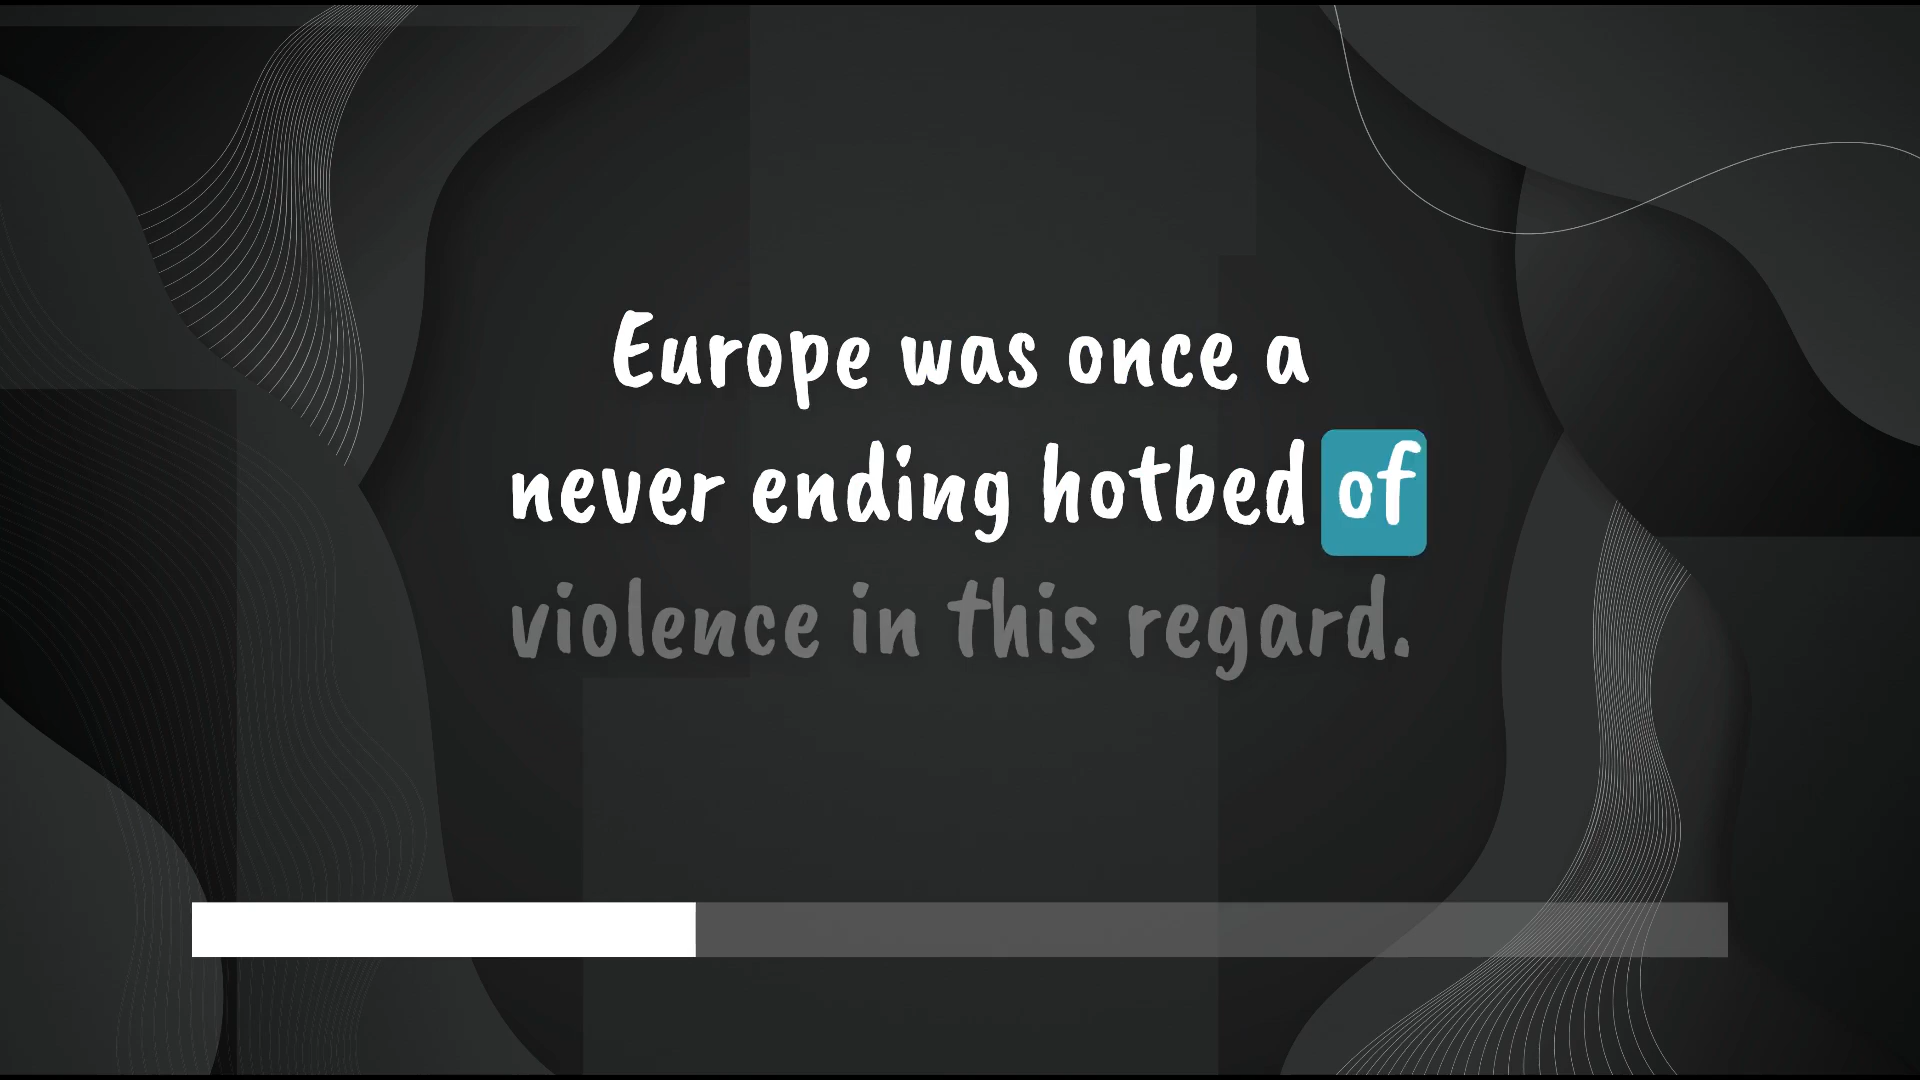 Europe was once a
never ending hotbed of
violence in this regard.